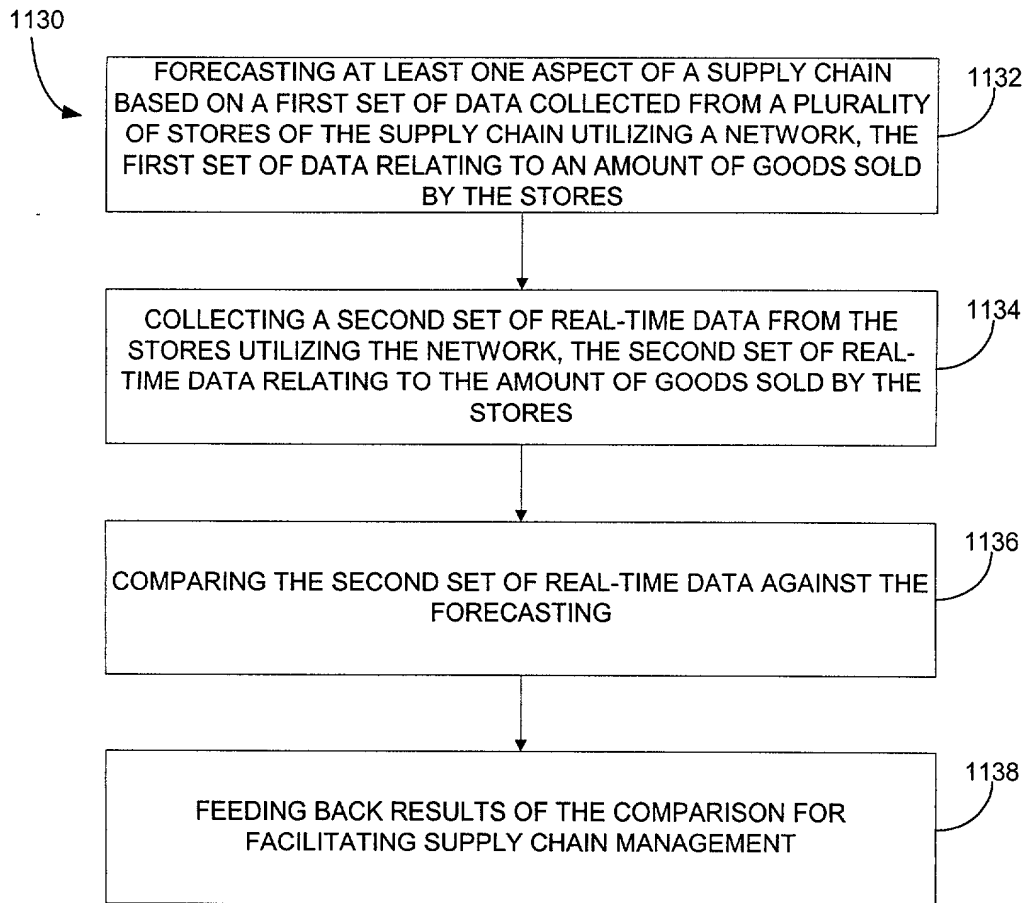 1130
FORECASTING AT LEAST ONE ASPECT OF A SUPPLY CHAIN
BASED ON A FIRST SET OF DATA COLLECTED FROM A PLURALITY
OF STORES OF THE SUPPLY CHAIN UTILIZING A NETWORK, THE
FIRST SET OF DATA RELATING TO AN AMOUNT OF GOODS SOLD
BY THE STORES
1132
COLLECTING A SECOND SET OF REAL-TIME DATA FROM THE
STORES UTILIZING THE NETWORK, THE SECOND SET OF REAL-
TIME DATA RELATING TO THE AMOUNT OF GOODS SOLD BY THE
STORES
1134
COMPARING THE SECOND SET OF REAL-TIME DATA AGAINST THE
FORECASTING
1136
FEEDING BACK RESULTS OF THE COMPARISON FOR
FACILITATING SUPPLY CHAIN MANAGEMENT
1138